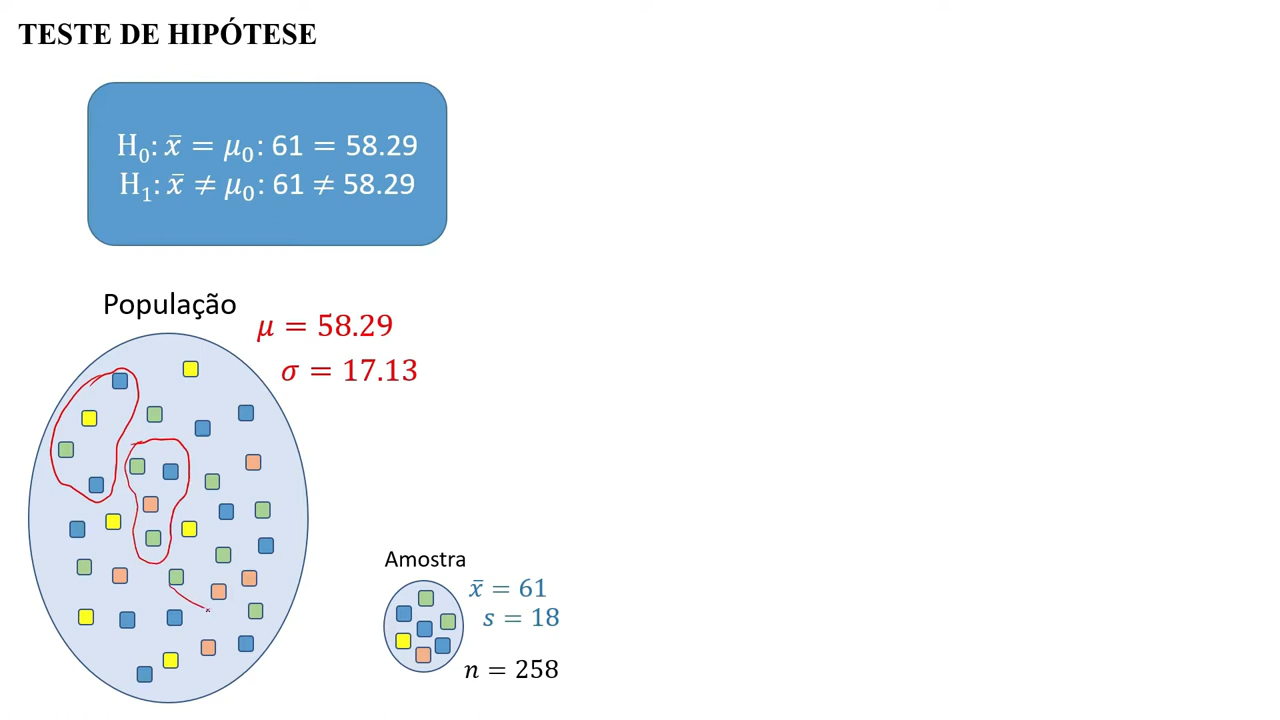 TESTE DE HIPÓTESE
H₀: x̄ = μ₀: 61 = 58.29
H₁: x̄ ≠ μ₀: 61 ≠ 58.29
População
μ = 58.29
σ = 17.13
Amostra
x̄ = 61
s = 18
n = 258